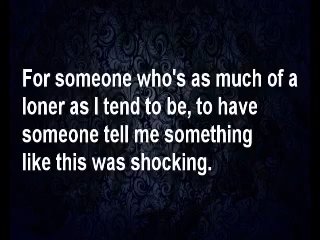 For someone who's as much of a
loner as I tend to be, to have
someone tell me something
like this was shocking.